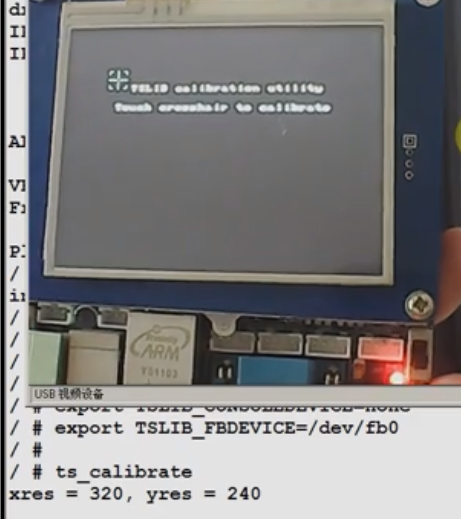 TSLIB calibration utility
Touch crosshair to calibrate
ARM
USB 视频设备
/ # export TSLIB_CONSOLEDEVICE=none
/ # export TSLIB_FBDEVICE=/dev/fb0
/ #
/ # ts_calibrate
xres = 320, yres = 240